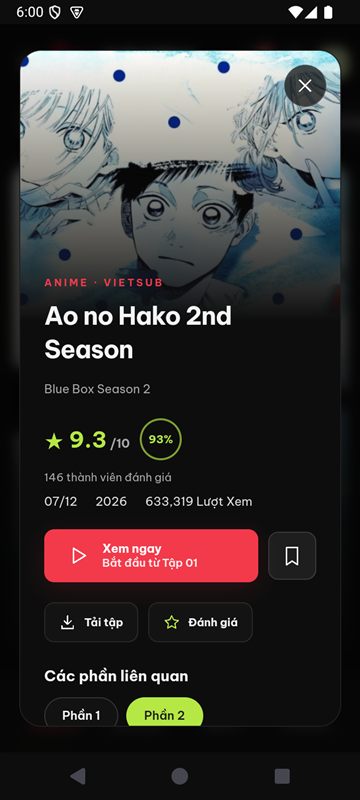 6:00
ANIME · VIETSUB
Ao no Hako 2nd
Season
Blue Box Season 2
9.3 /10 93%
146 thành viên đánh giá
07/12 2026 633,319 Lượt Xem
Xem ngay
Bắt đầu từ Tập 01
Tải tập Đánh giá
Các phần liên quan
Phần 1 Phần 2